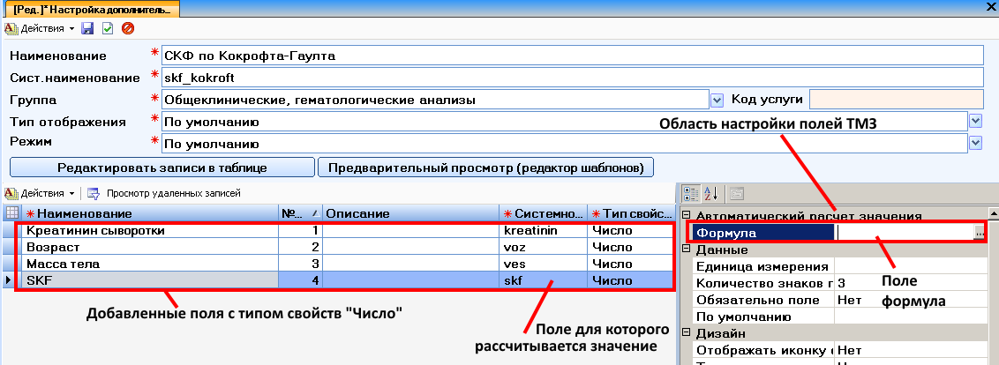 [Ред.]* Настройка дополнитель...
Действия
Наименование * СКФ по Кокрофта-Гаулта
Сист.наименование * skf_kokroft
Группа * Общеклинические, гематологические анализы Код услуги
Тип отображения * По умолчанию
Область настройки полей ТМЗ
Режим * По умолчанию
Редактировать записи в таблице Предварительный просмотр (редактор шаблонов)
Действия Просмотр удаленных записей
* Наименование №... Описание * Системно... * Тип свойс...
Креатинин сыворотки 1 kreatinin Число
Возраст 2 voz Число
Масса тела 3 ves Число
SKF 4 skf Число
Добавленные поля с типом свойств "Число"
Поле для которого
рассчитывается значение
Автоматический расчет значения
Формула ...
Данные
Единица измерения
Количество знаков г 3
Обязательно поле Нет
По умолчанию
Поле
формула
Дизайн
Отображать иконку Нет